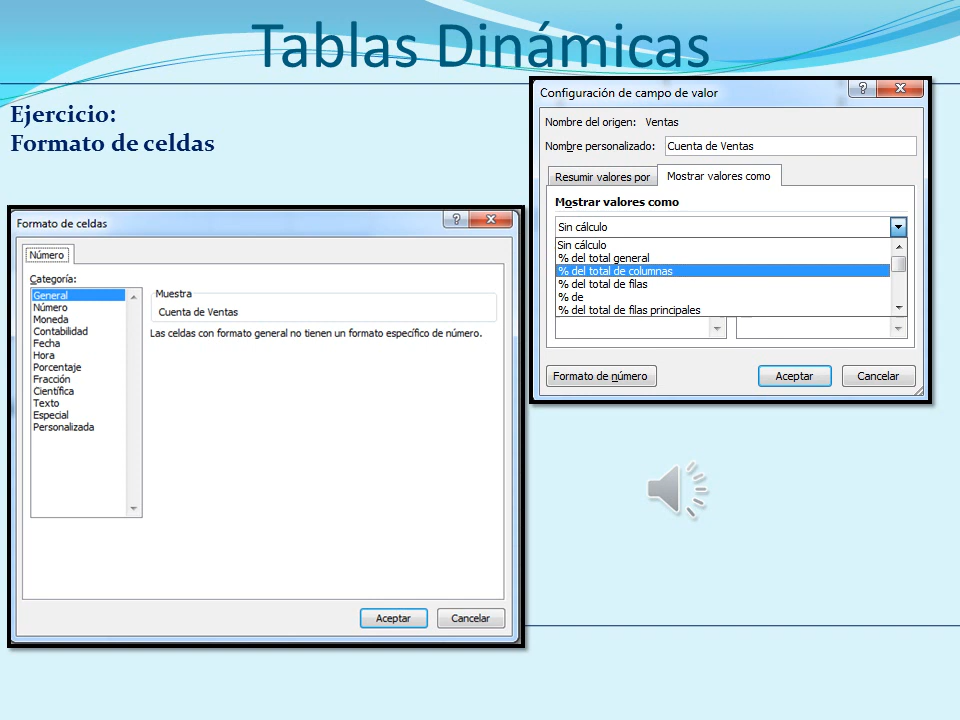 Tablas Dinámicas
Ejercicio:
Formato de celdas
Formato de celdas
?
Número
Categoría:
General
Número
Moneda
Contabilidad
Fecha
Hora
Porcentaje
Fracción
Científica
Texto
Especial
Personalizada
Muestra
Cuenta de Ventas
Las celdas con formato general no tienen un formato específico de número.
Aceptar Cancelar
Configuración de campo de valor
?
Nombre del origen: Ventas
Nombre personalizado: Cuenta de Ventas
Resumir valores por Mostrar valores como
Mostrar valores como
Sin cálculo
Sin cálculo
% del total general
% del total de columnas
% del total de filas
% de
% del total de filas principales
Formato de número Aceptar Cancelar